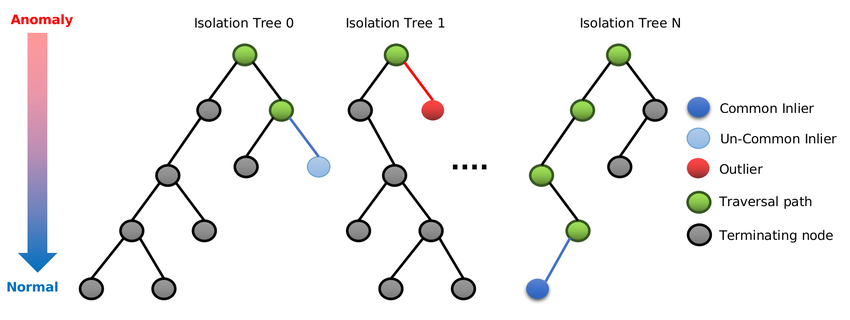 Anomaly
Isolation Tree 0
Isolation Tree 1
Isolation Tree N
....
Common Inlier
Un-Common Inlier
Outlier
Traversal path
Terminating node
Normal